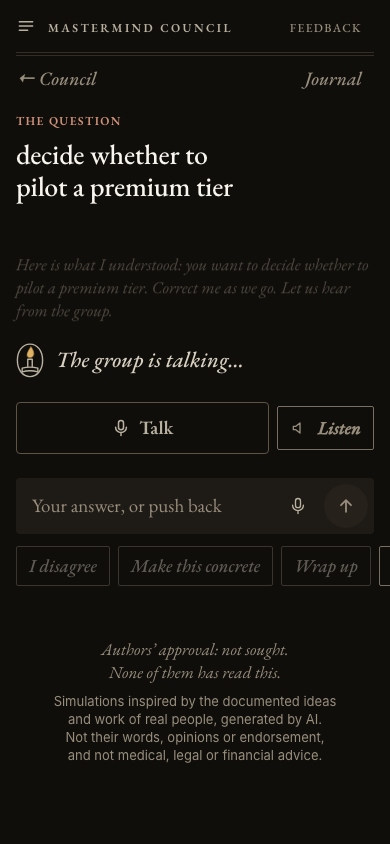 MASTERMIND COUNCIL FEEDBACK
← Council Journal
THE QUESTION
decide whether to
pilot a premium tier
Here is what I understood: you want to decide whether to
pilot a premium tier. Correct me as we go. Let us hear
from the group.
The group is talking...
Talk Listen
Your answer, or push back
I disagree Make this concrete Wrap up
Authors’ approval: not sought.
None of them has read this.
Simulations inspired by the documented ideas
and work of real people, generated by AI.
Not their words, opinions or endorsement,
and not medical, legal or financial advice.